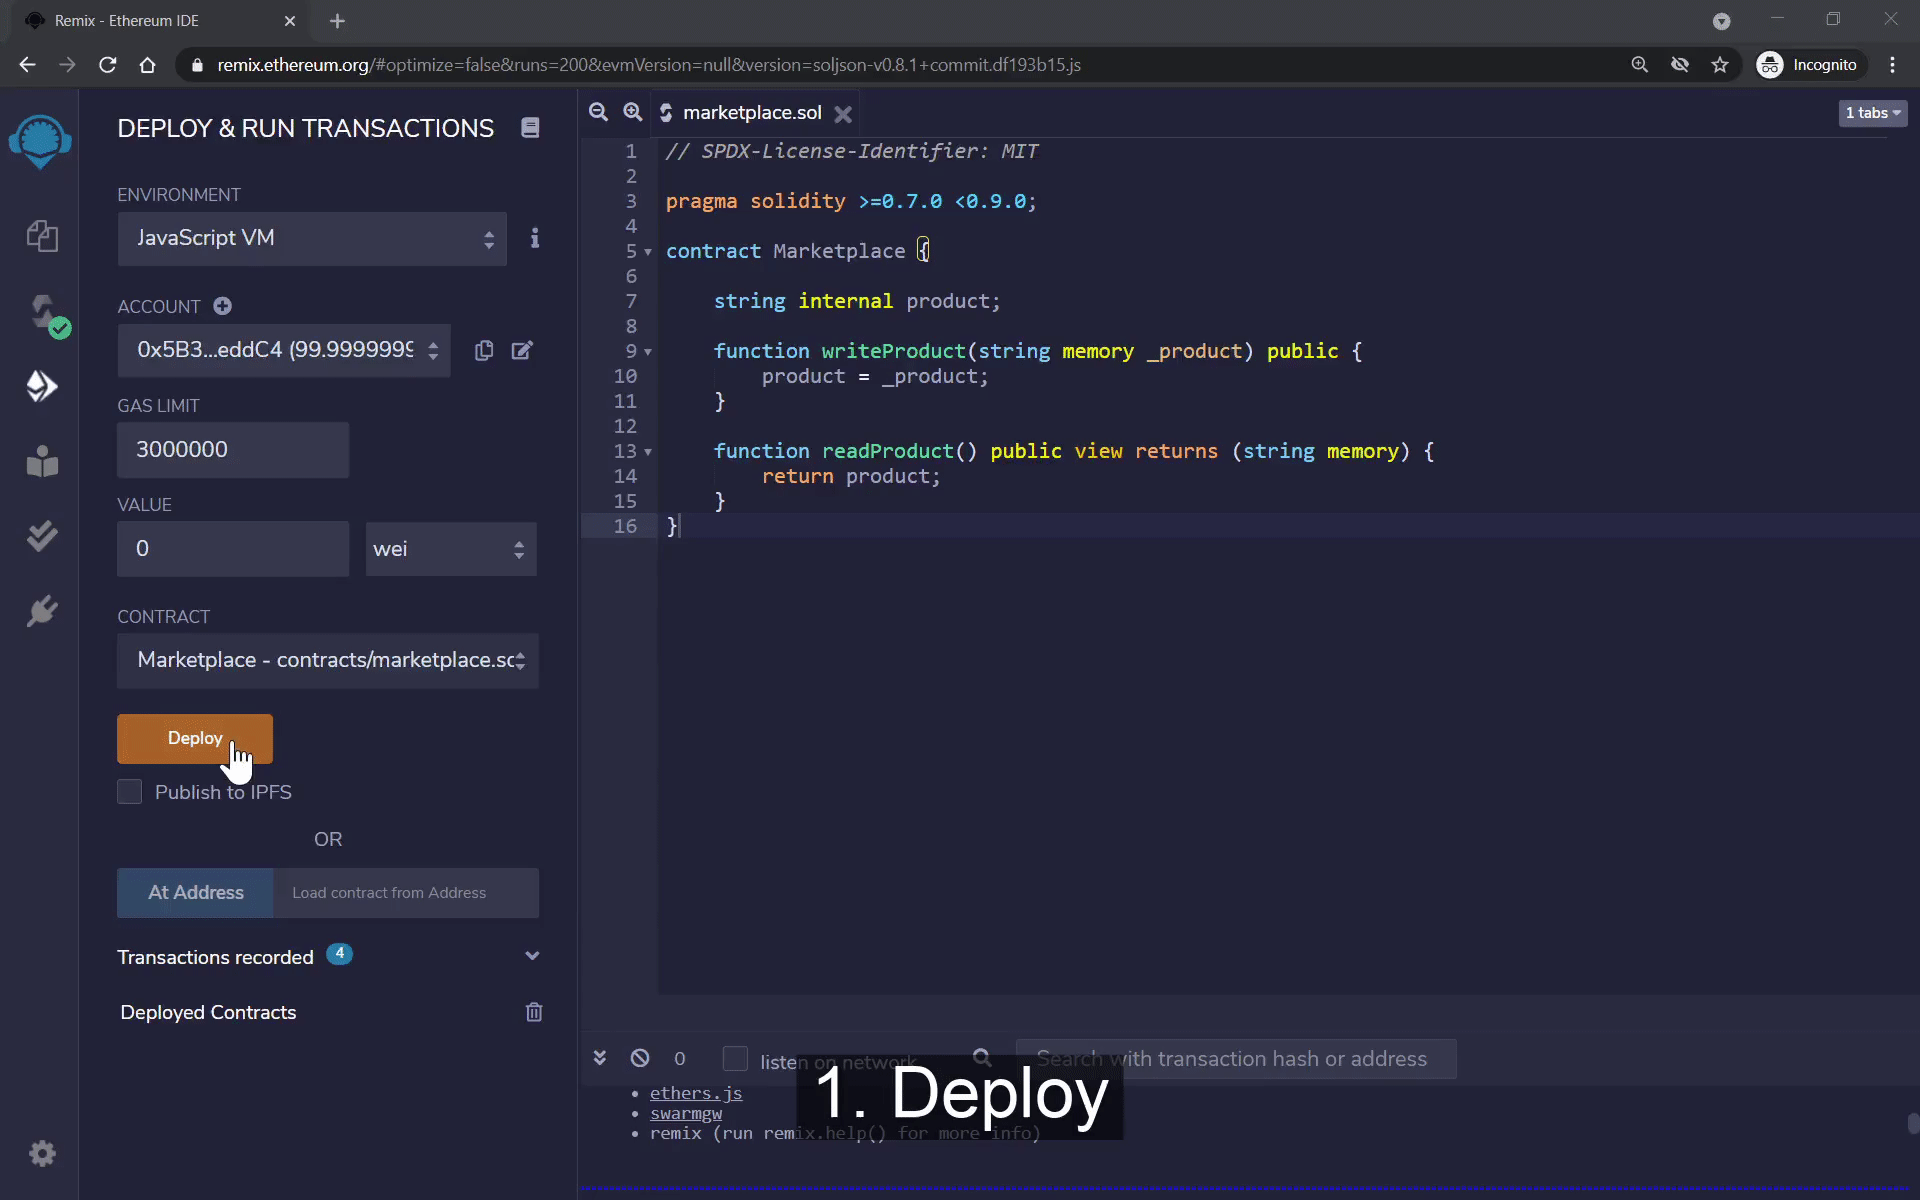 Remix - Ethereum IDE
remix.ethereum.org/#optimize=false&runs=200&evmVersion=null&version=soljson-v0.8.1+commit.df193b15.js
Incognito
DEPLOY & RUN TRANSACTIONS
ENVIRONMENT
JavaScript VM
ACCOUNT
0x5B3...eddC4 (99.9999999
GAS LIMIT
3000000
VALUE
0
wei
CONTRACT
Marketplace - contracts/marketplace.sc
Deploy
Publish to IPFS
OR
At Address
Load contract from Address
Transactions recorded 4
Deployed Contracts
marketplace.sol
1 tabs
1 // SPDX-License-Identifier: MIT
2
3 pragma solidity >=0.7.0 <0.9.0;
4
5 contract Marketplace {
6
7 string internal product;
8
9 function writeProduct(string memory _product) public {
10 product = _product;
11 }
12
13 function readProduct() public view returns (string memory) {
14 return product;
15 }
16 }
0
listen on network
Search with transaction hash or address
• ethers.js
• swarmgw
• remix (run remix.help() for more info)
1. Deploy